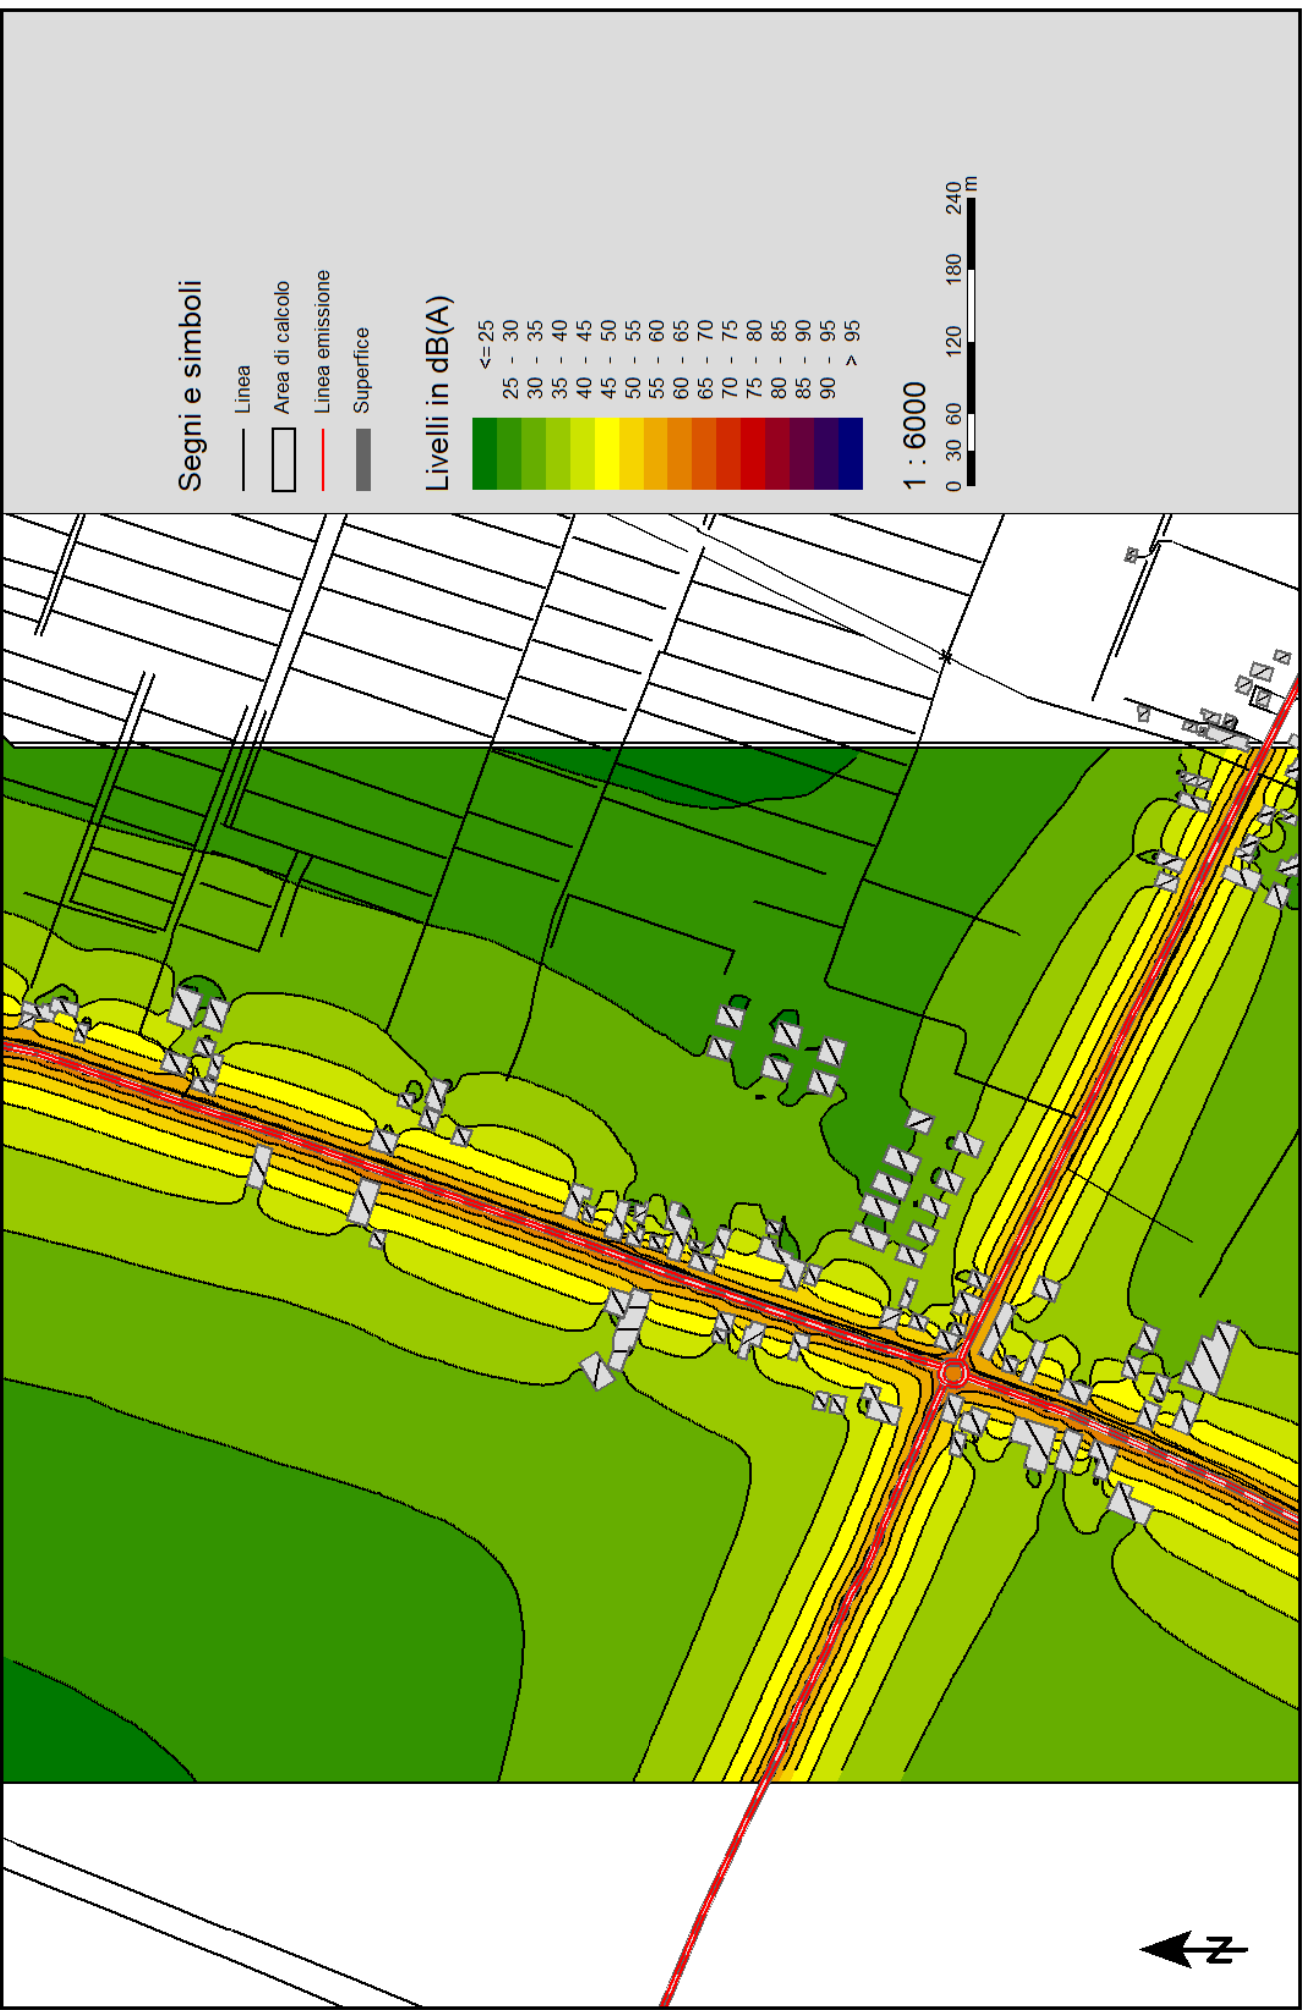 Segni e simboli
Linea
Area di calcolo
Linea emissione
Superfice
Livelli in dB(A)
<= 25
25 - 30
30 - 35
35 - 40
40 - 45
45 - 50
50 - 55
55 - 60
60 - 65
65 - 70
70 - 75
75 - 80
80 - 85
85 - 90
90 - 95
> 95
1 : 6000
0 30 60 120 180 240
m
N